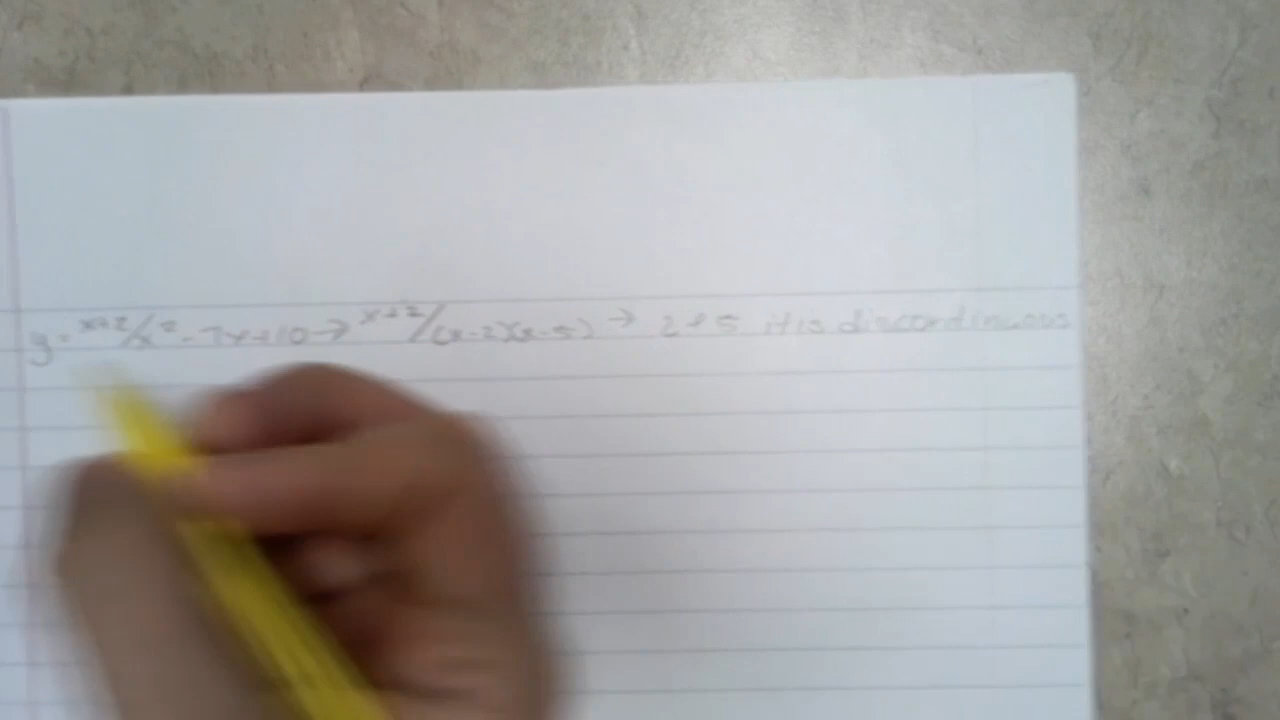 y = x+2/x² - 7x+10 → x+2/(x-2)(x-5) → 2 & 5 it is discontinuous